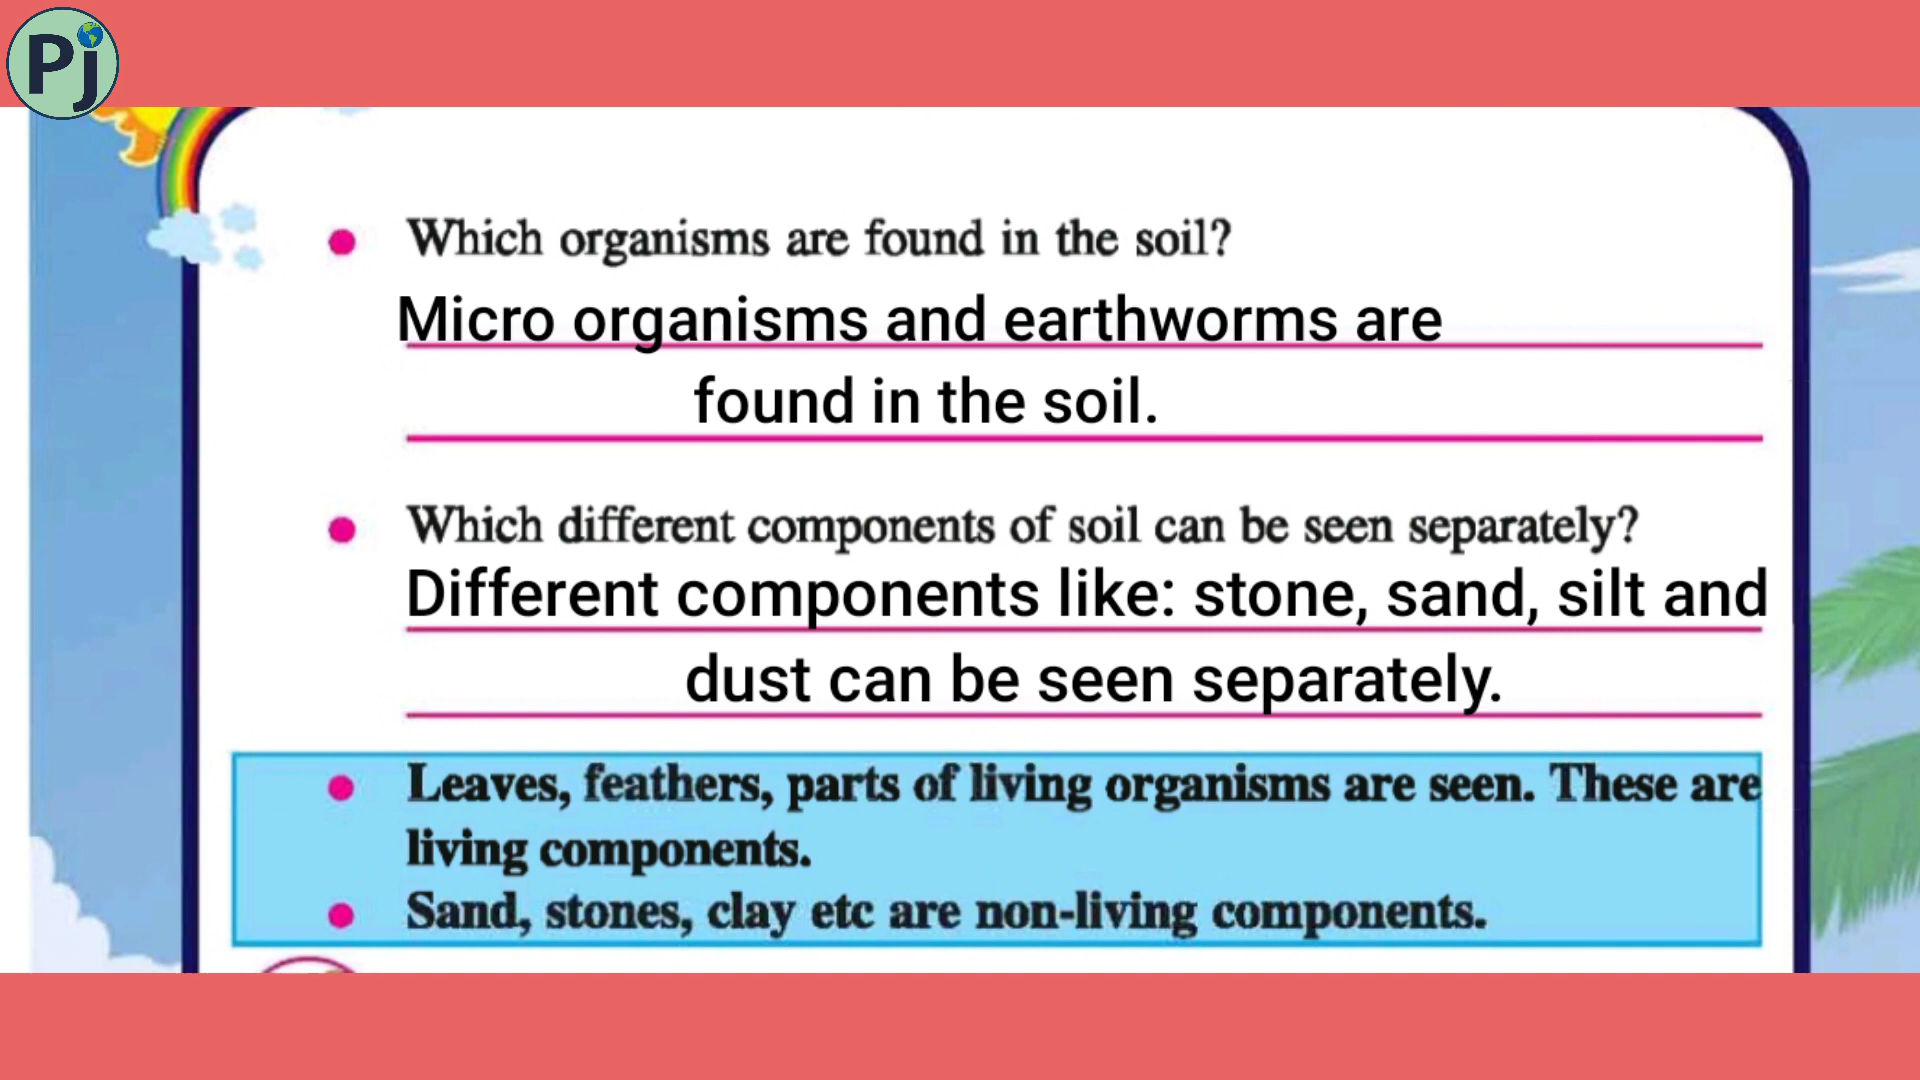 Pj
Which organisms are found in the soil?
Micro organisms and earthworms are
found in the soil.
Which different components of soil can be seen separately?
Different components like: stone, sand, silt and
dust can be seen separately.
Leaves, feathers, parts of living organisms are seen. These are
living components.
Sand, stones, clay etc are non-living components.